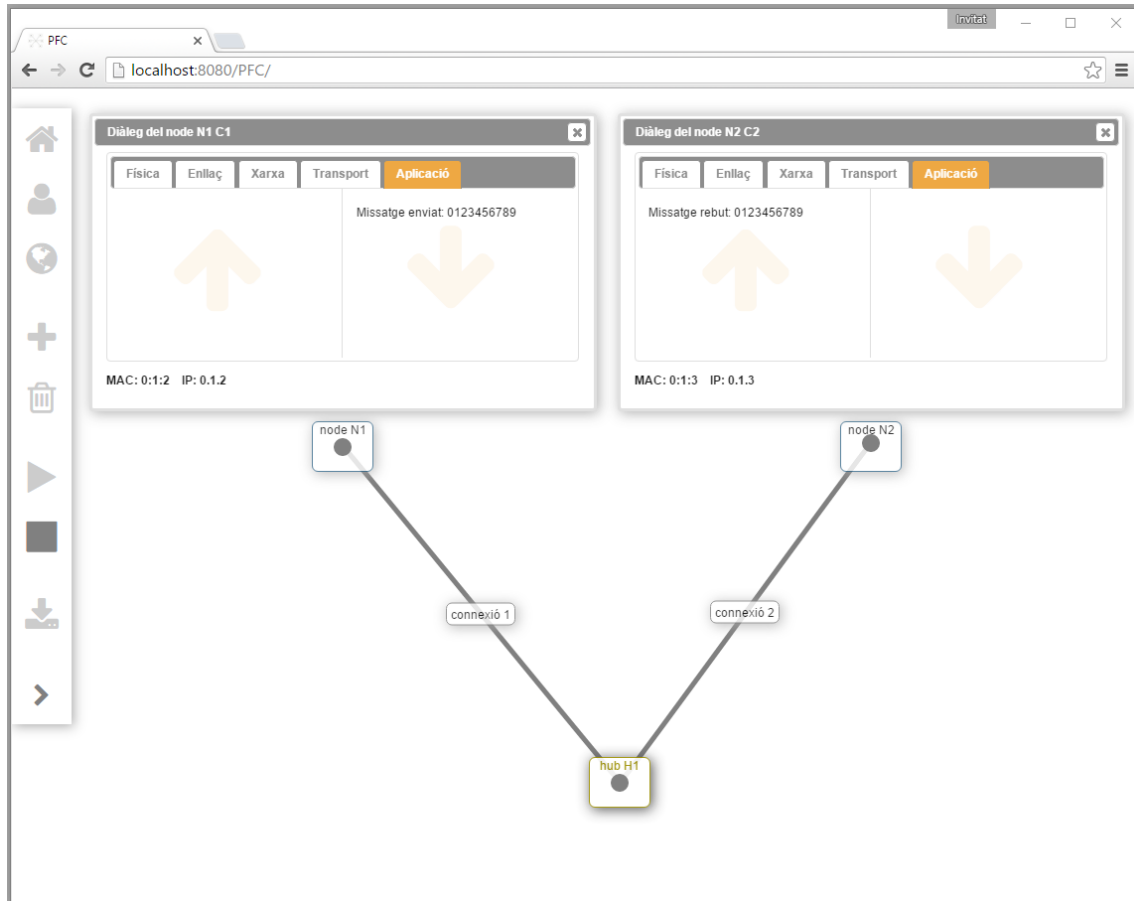 Invitat
PFC
localhost:8080/PFC/
Diàleg del node N1 C1
Física Enllaç Xarxa Transport Aplicació
Missatge enviat: 0123456789
MAC: 0:1:2 IP: 0.1.2
Diàleg del node N2 C2
Física Enllaç Xarxa Transport Aplicació
Missatge rebut: 0123456789
MAC: 0:1:3 IP: 0.1.3
node N1
node N2
connexió 1
connexió 2
hub H1